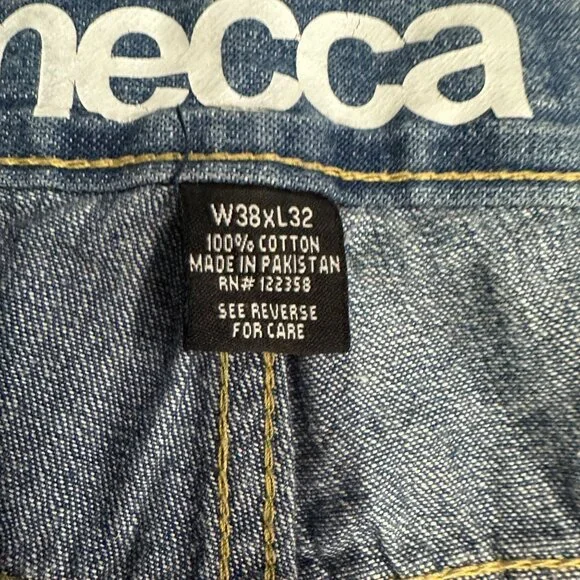 mecca
W38xL32
100% COTTON
MADE IN PAKISTAN
RN# 122358
SEE REVERSE
FOR CARE